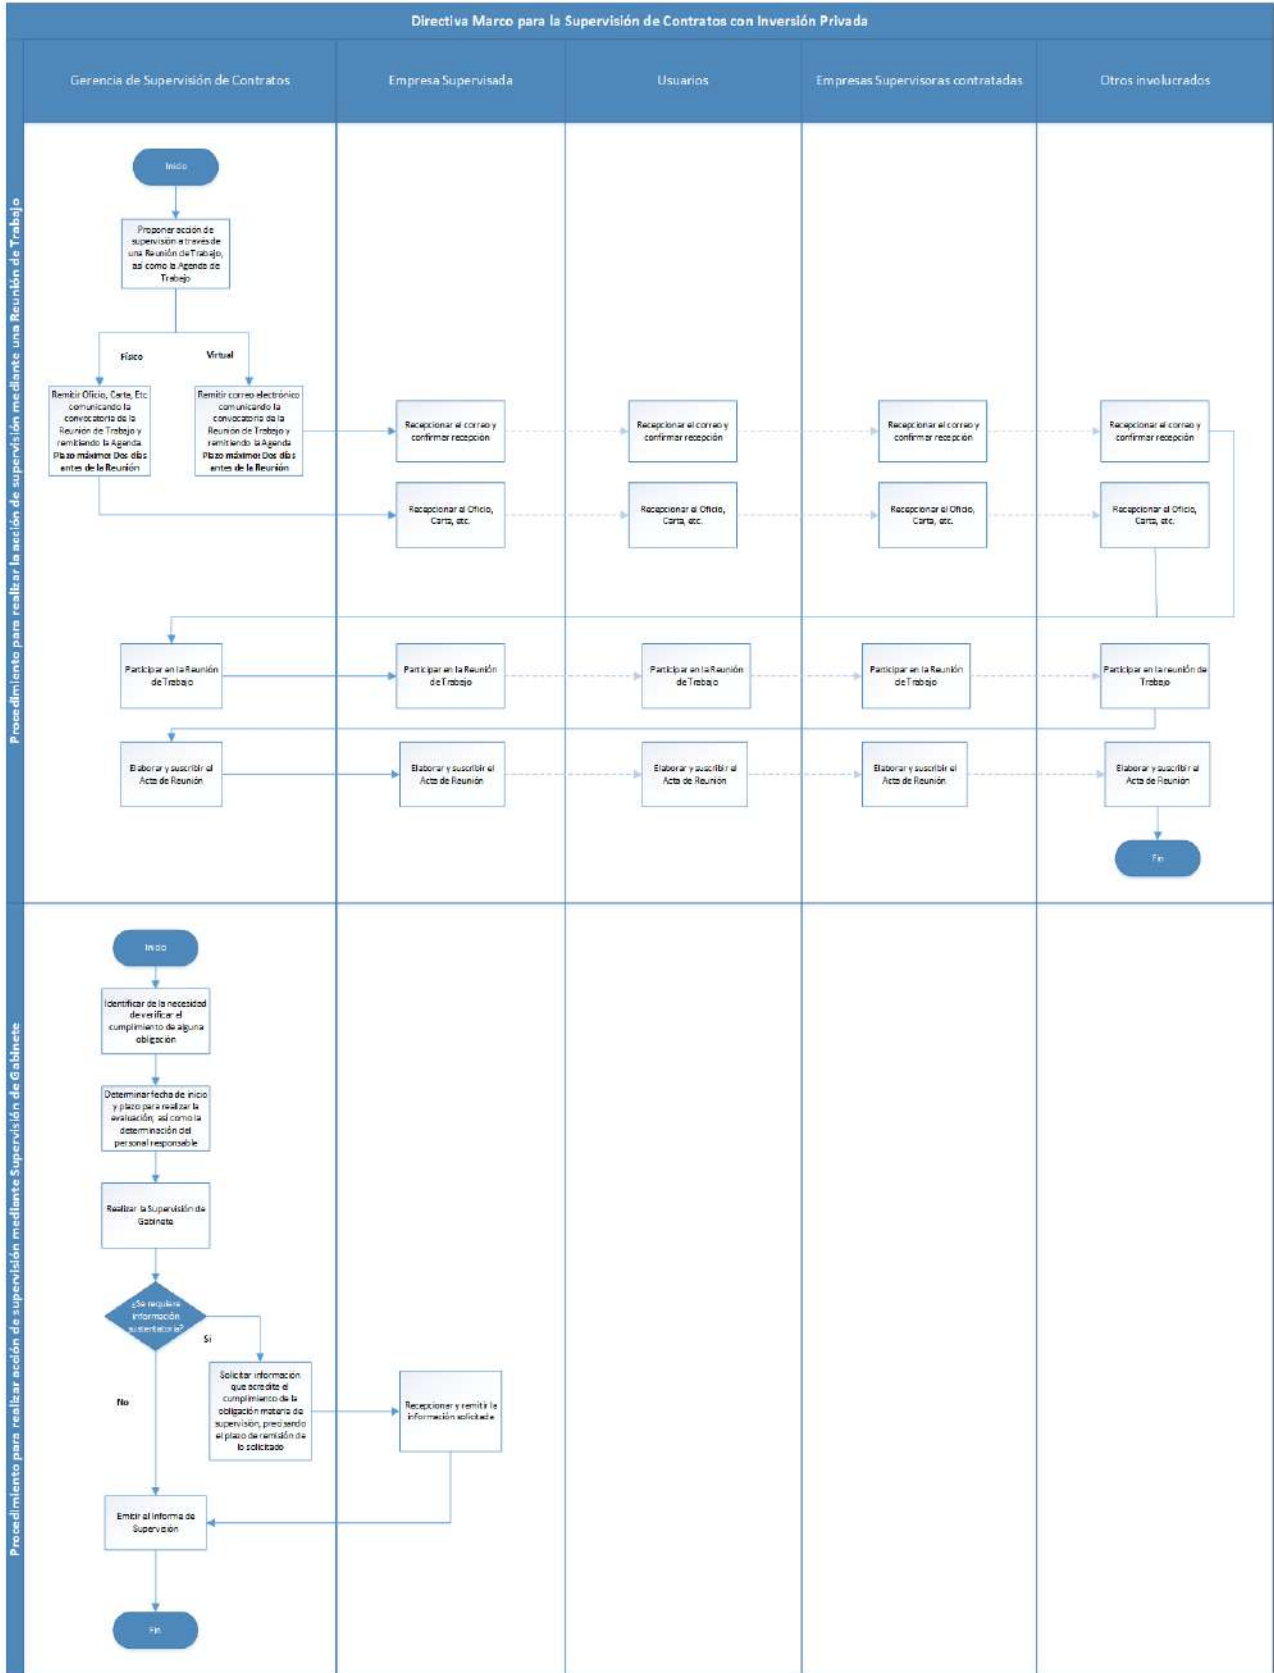 Directiva Marco para la Supervisión de Contratos con Inversión Privada
Gerencia de Supervisión de Contratos
Empresa Supervisada
Usuarios
Empresas Supervisoras contratadas
Otros involucrados
Procedimiento para realizar la acción de supervisión mediante una Reunión de Trabajo
Inicio
Proponer acción de
supervisión a través de
una Reunión de Trabajo,
así como la Agenda de
Trabajo
Físico
Virtual
Remitir Oficio, Carta, Etc
comunicando la
convocatoria de la
Reunión de Trabajo y
remitiendo la Agenda.
Plazo máximo: Dos días
antes de la Reunión
Remitir correo electrónico
comunicando la
convocatoria de la
Reunión de Trabajo y
remitiendo la Agenda
Plazo máximo: Dos días
antes de la Reunión
Recepcionar el correo y
confirmar recepción
Recepcionar el correo y
confirmar recepción
Recepcionar el correo y
confirmar recepción
Recepcionar el correo y
confirmar recepción
Recepcionar el Oficio,
Carta, etc.
Recepcionar el Oficio,
Carta, etc.
Recepcionar el Oficio,
Carta, etc.
Recepcionar el Oficio,
Carta, etc.
Participar en la Reunión
de Trabajo
Participar en la Reunión
de Trabajo
Participar en la Reunión
de Trabajo
Participar en la Reunión
de Trabajo
Participar en la reunión de
Trabajo
Elaborar y suscribir el
Acta de Reunión
Elaborar y suscribir el
Acta de Reunión
Elaborar y suscribir el
Acta de Reunión
Elaborar y suscribir el
Acta de Reunión
Elaborar y suscribir el
Acta de Reunión
Fin
Procedimiento para realizar acción de supervisión mediante Supervisión de Gabinete
Inicio
Identificar de la necesidad
de verificar el
cumplimiento de alguna
obligación
Determinar fecha de inicio
y plazo para realizar la
evaluación, así como la
determinación del
personal responsable
Realizar la Supervisión de
Gabinete
¿Se requiere
información
sustentatoria?
Si
No
Solicitar información
que acredite el
cumplimiento de la
obligación materia de
supervisión, precisando
el plazo de remisión de
lo solicitado
Recepcionar y remitir la
información solicitada
Emitir el Informe de
Supervisión
Fin